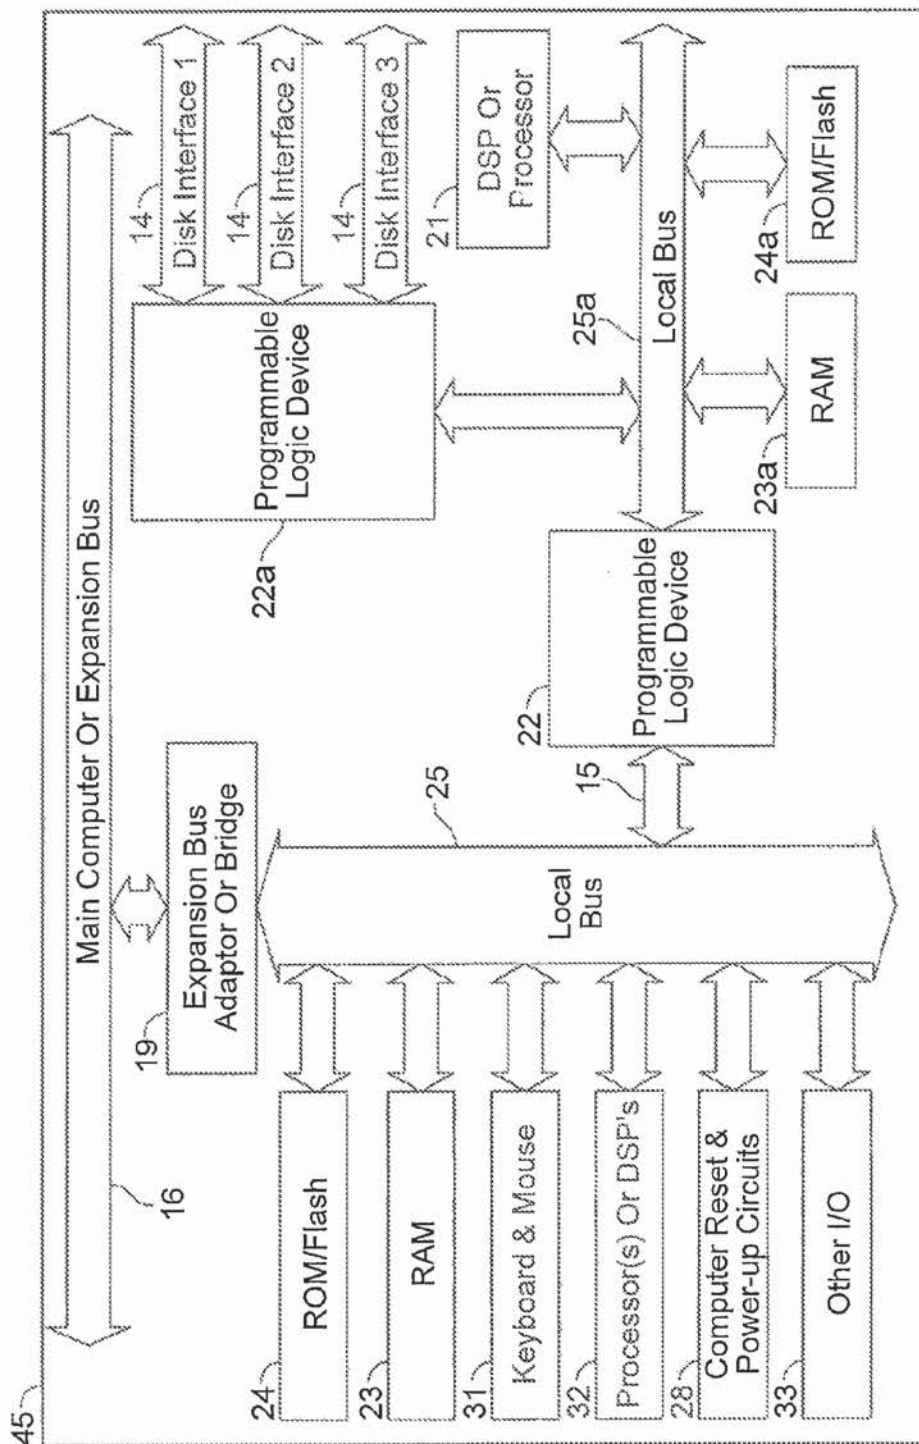 45
Main Computer Or Expansion Bus
16
19
Expansion Bus
Adaptor Or Bridge
22a
Programmable
Logic Device
14
Disk Interface 1
14
Disk Interface 2
14
Disk Interface 3
24
ROM/Flash
23
RAM
31
Keyboard & Mouse
32
Processor(s) Or DSP's
28
Computer Reset &
Power-up Circuits
33
Other I/O
25
Local
Bus
15
22
Programmable
Logic Device
21
DSP Or
Processor
25a
Local Bus
23a
RAM
24a
ROM/Flash